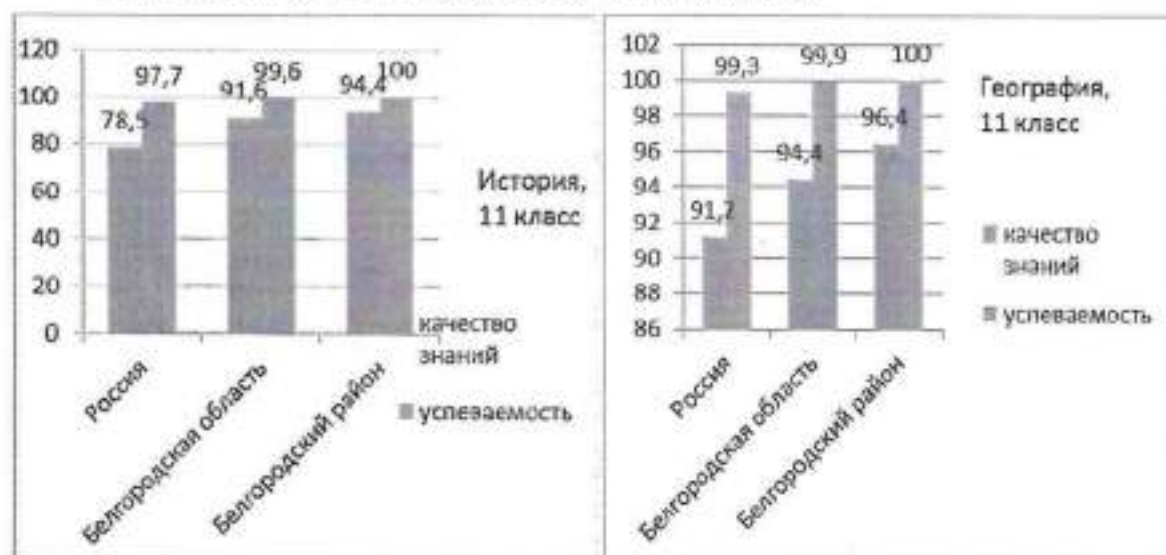 120
100
80
60
40
20
0
78,5
97,7
91,6
99,6
94,4
100
Россия
Белгородская область
Белгородский район
История,
11 класс
качество
знаний
успеваемость
102
100
98
96
94
92
90
88
86
91,2
99,3
94,4
99,9
96,4
100
Россия
Белгородская область
Белгородский район
География,
11 класс
качество
знаний
успеваемость